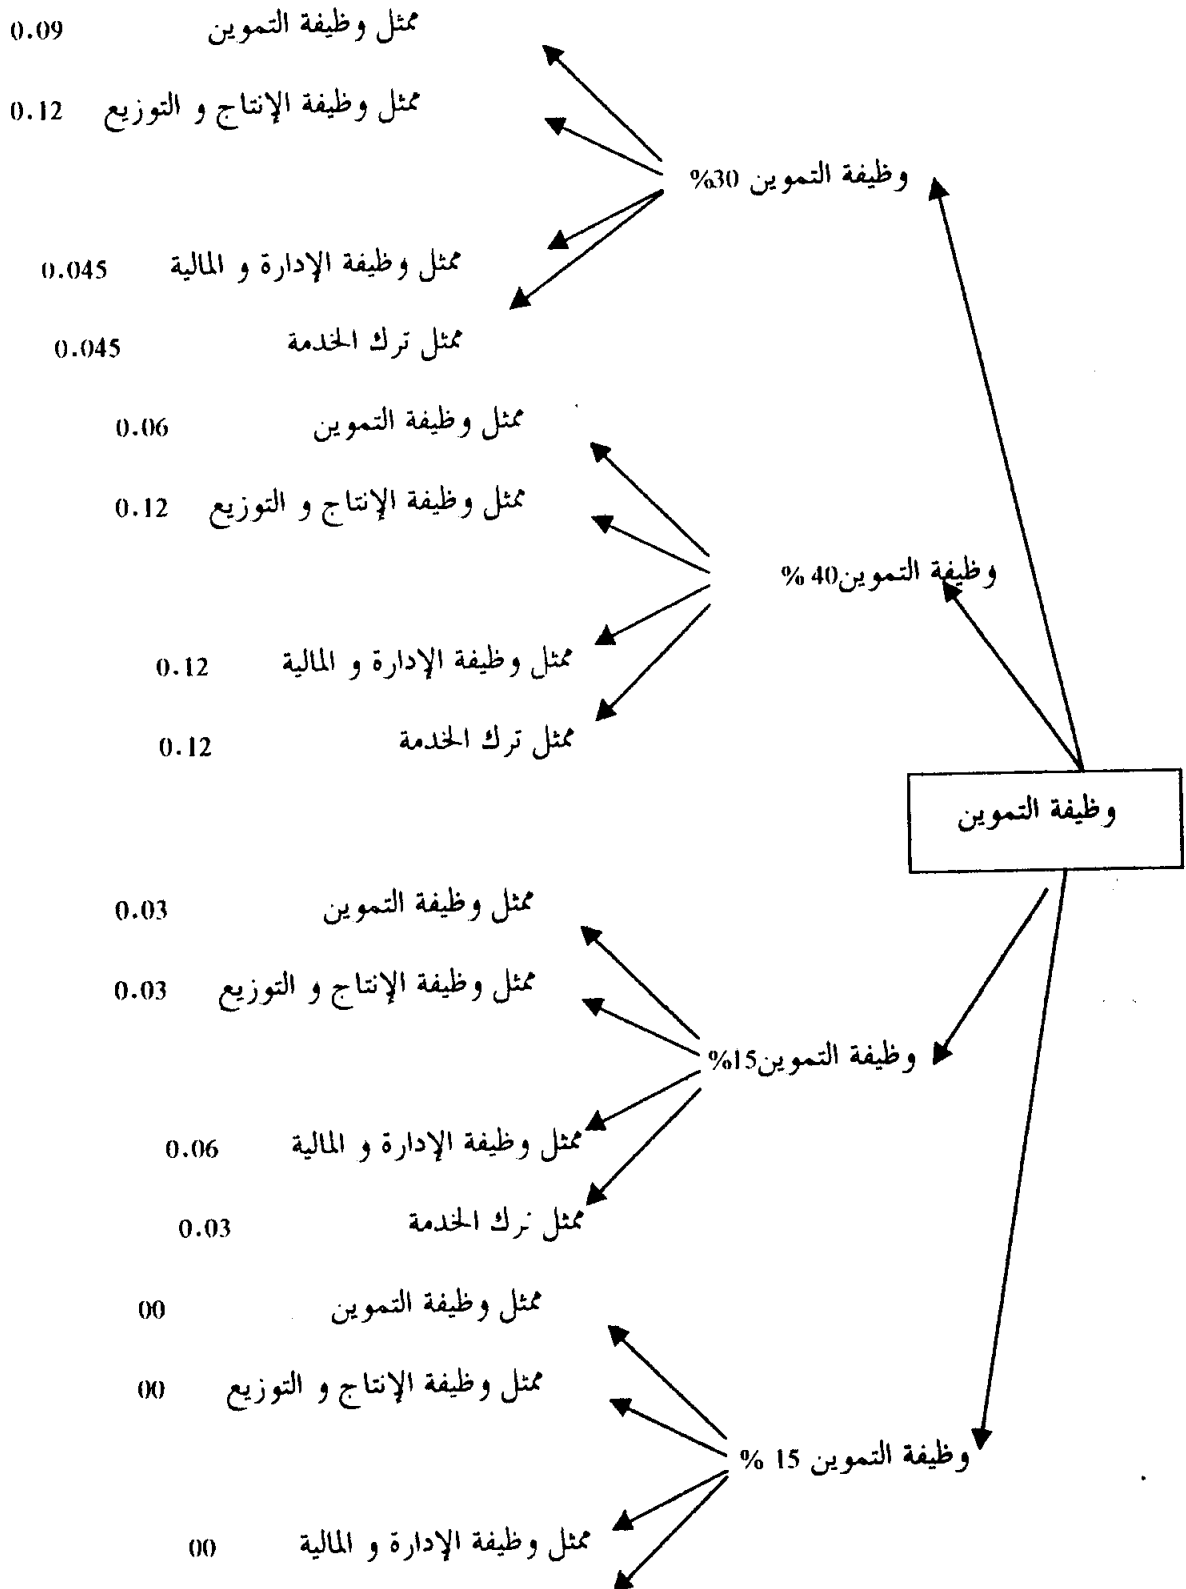 ممثل وظيفة التموين 0.09
ممثل وظيفة الإنتاج و التوزيع 0.12
وظيفة التموين 30%
ممثل وظيفة الإدارة و المالية 0.045
ممثل ترك الخدمة 0.045
ممثل وظيفة التموين 0.06
ممثل وظيفة الإنتاج و التوزيع 0.12
وظيفة التموين40 %
ممثل وظيفة الإدارة و المالية 0.12
ممثل ترك الخدمة 0.12
وظيفة التموين
ممثل وظيفة التموين 0.03
ممثل وظيفة الإنتاج و التوزيع 0.03
وظيفة التموين15%
ممثل وظيفة الإدارة و المالية 0.06
ممثل ترك الخدمة 0.03
ممثل وظيفة التموين 00
ممثل وظيفة الإنتاج و التوزيع 00
وظيفة التموين 15 %
ممثل وظيفة الإدارة و المالية 00